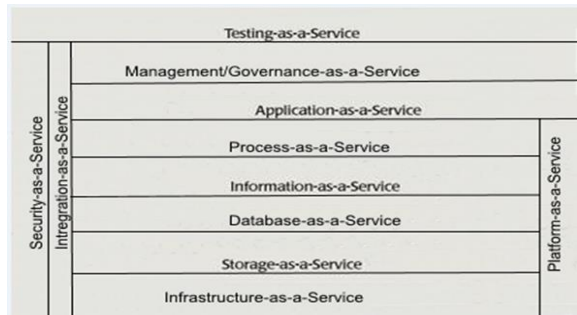 Testing-as-a-Service
Management/Governance-as-a-Service
Application-as-a-Service
Process-as-a-Service
Information-as-a-Service
Database-as-a-Service
Storage-as-a-Service
Infrastructure-as-a-Service
Security-as-a-Service
Intregration-as-a-Service
Platform-as-a-Service